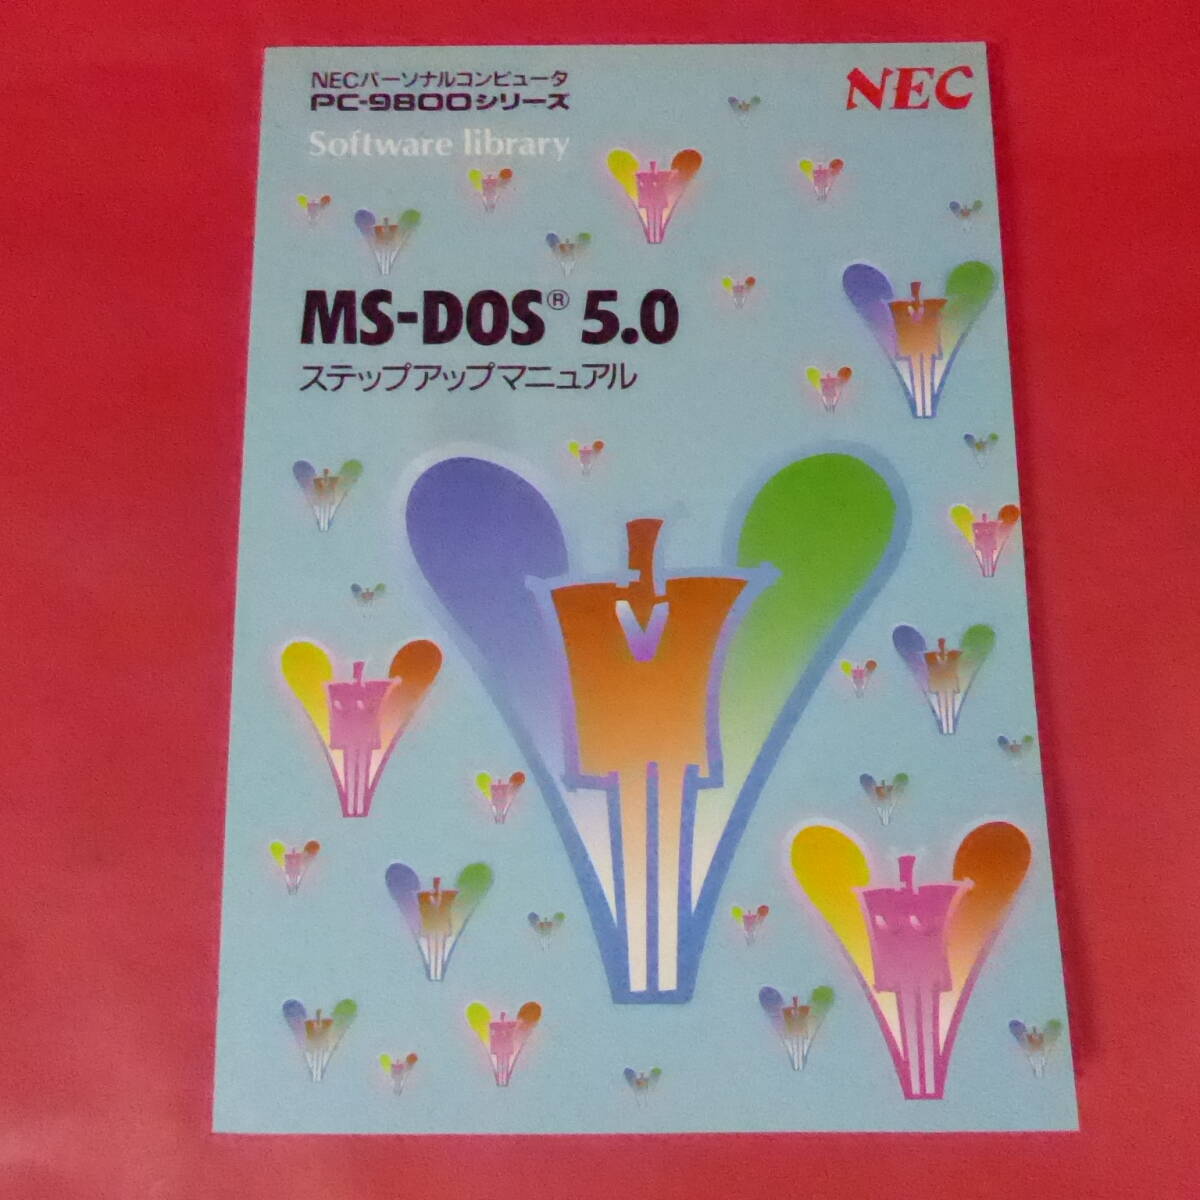 NECパーソナルコンピュータ
PC-9800シリーズ
Software library
NEC
MS-DOS® 5.0
ステップアップマニュアル